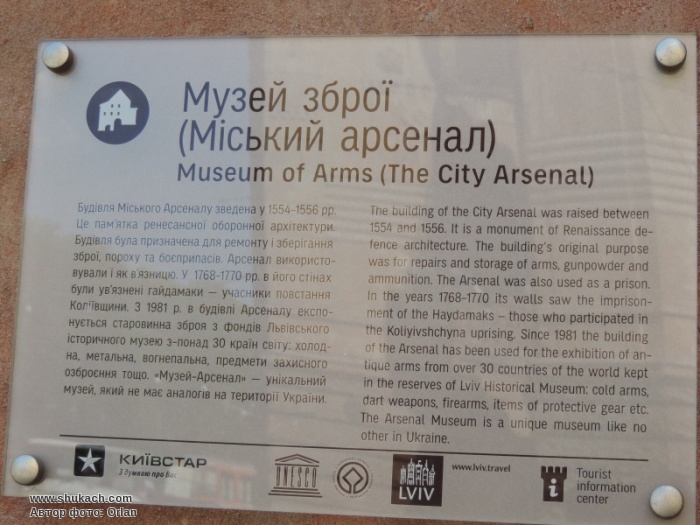 Музей зброї
(Міський арсенал)
Museum of Arms (The City Arsenal)
Будівля Міського Арсеналу зведена у 1554-1556 рр.
Це пам'ятка ренесансної оборонної архітектури.
Будівля була призначена для ремонту і зберігання
зброї, пороху та боєприпасів. Арсенал використо-
вували і як в'язницю. У 1768-1770 рр. в його стінах
були ув'язнені гайдамаки – учасники повстання
Коліївщини. З 1981 р. в будівлі Арсеналу експо-
нується старовинна зброя з фондів Львівського
історичного музею з-понад 30 країн світу: холод-
на, метальна, вогнепальна, предмети захисного
озброєння тощо. «Музей-Арсенал» – унікальний
музей, який не має аналогів на території України.
The building of the City Arsenal was raised between
1554 and 1556. It is a monument of Renaissance de-
fence architecture. The building's original purpose
was for repairs and storage of arms, gunpowder and
ammunition. The Arsenal was also used as a prison.
In the years 1768-1770 its walls saw the imprison-
ment of the Haydamaks – those who participated in
the Koliyivshchyna uprising. Since 1981 the building
of the Arsenal has been used for the exhibition of an-
tique arms from over 30 countries of the world kept
in the reserves of Lviv Historical Museum: cold arms,
dart weapons, firearms, items of protective gear etc.
The Arsenal Museum is a unique museum like no
other in Ukraine.
КИЇВСТАР
З думкою про Вас
UNESCO
LVIV
www.lviv.travel
Tourist
information
center
www.shukach.com
Автор фото: Orlan